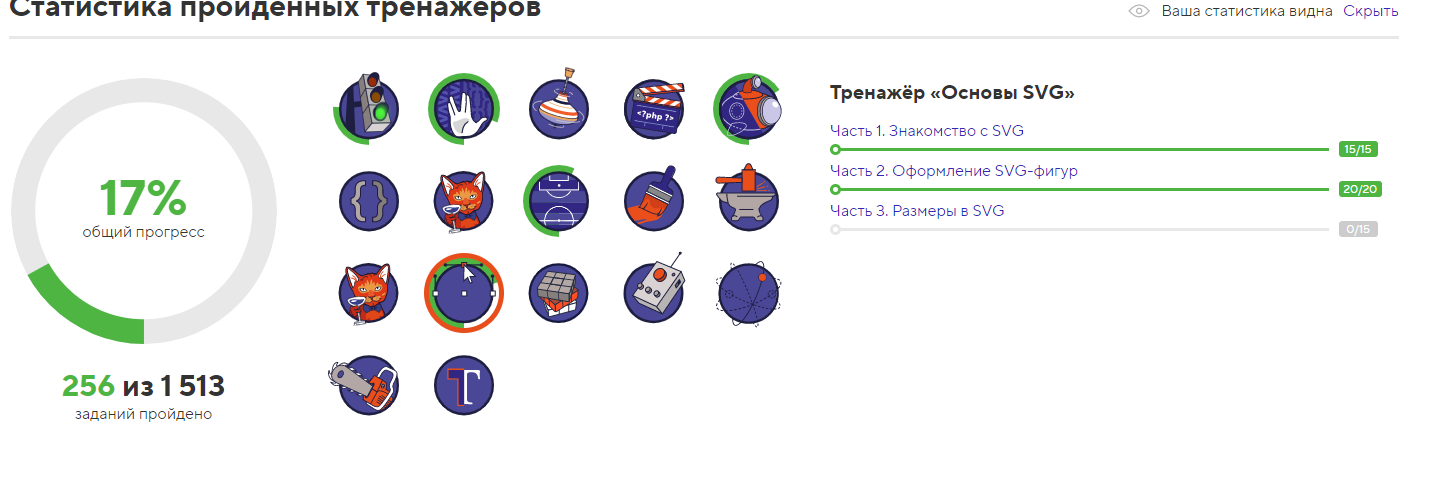 Статистика пройденных тренажёров
Ваша статистика видна Скрыть
17%
общий прогресс
256 из 1 513
заданий пройдено
<?php ?>
{}
T
Тренажёр «Основы SVG»
Часть 1. Знакомство с SVG
15/15
Часть 2. Оформление SVG-фигур
20/20
Часть 3. Размеры в SVG
0/15